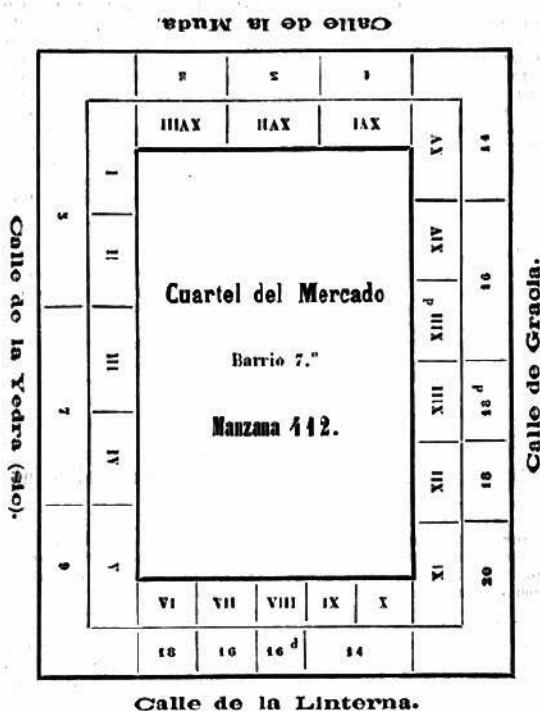 Calle de la Muda.
3 2 1
XVIII XVII XVI
Calle de la Yedra (sic).
5 7 9
I II III IV V
Cuartel del Mercado
Barrio 7.º
Manzana 412.
XV XIV XIII d XIII XII XI
14 16 18 d 18 20
Calle de Gracia.
VI VII VIII IX X
18 16 16 d 14
Calle de la Linterna.